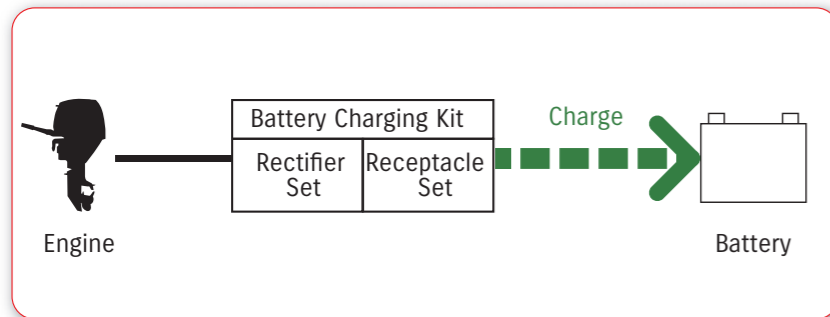 Battery Charging Kit
Rectifier
Set
Receptacle
Set
Charge
Engine
Battery